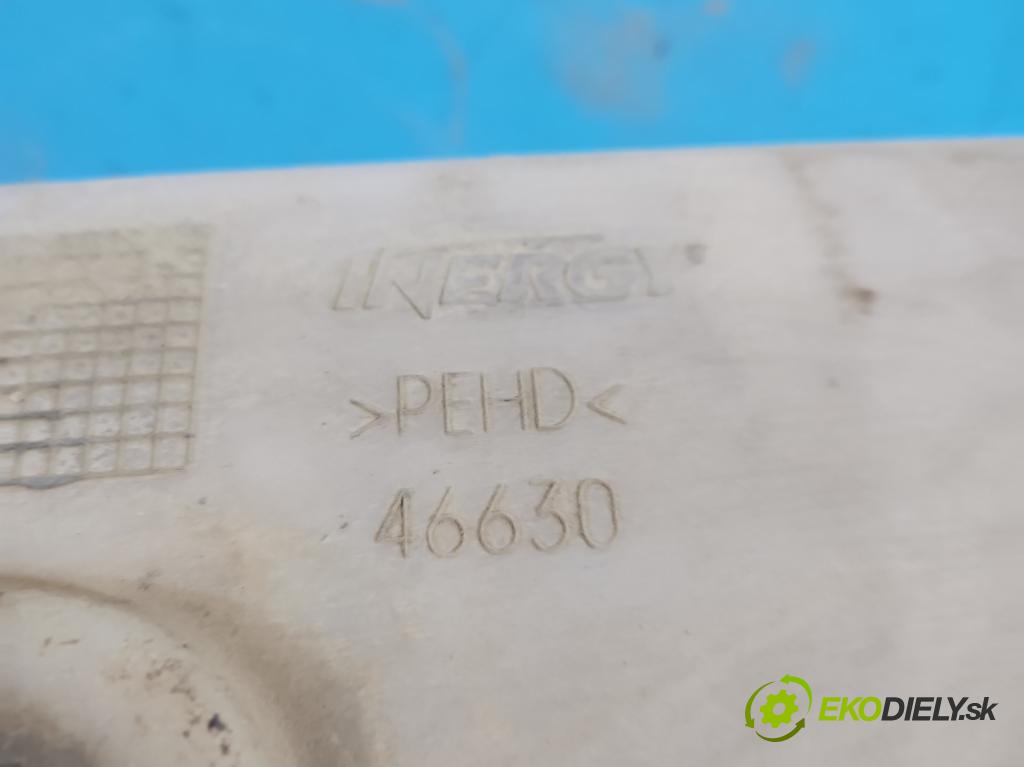 INERGY
>PEHD<
46630
EKODIELY.sk